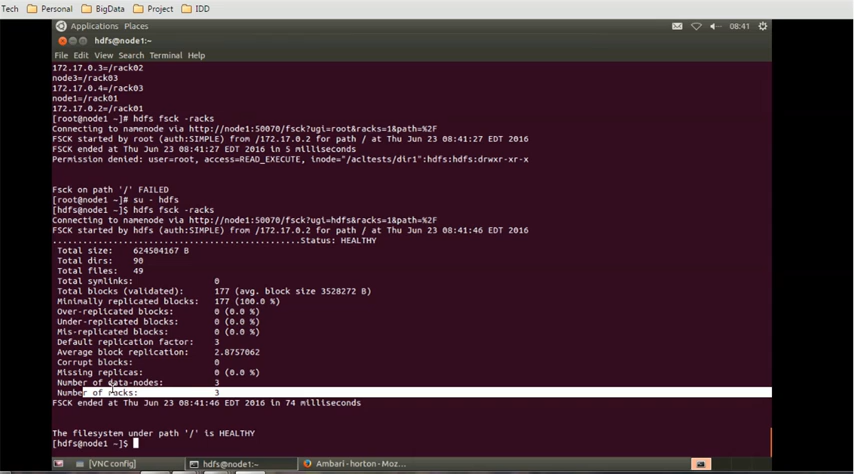 Tech Personal BigData Project IDD
Applications Places 08:41
hdfs@node1:~
File Edit View Search Terminal Help
172.17.0.3=/rack02
node3=/rack03
172.17.0.4=/rack03
node1=/rack01
172.17.0.2=/rack01
[root@node1 ~]# hdfs fsck -racks
Connecting to namenode via http://node1:50070/fsck?ugi=root&racks=1&path=%2F
FSCK started by root (auth:SIMPLE) from /172.17.0.2 for path / at Thu Jun 23 08:41:27 EDT 2016
FSCK ended at Thu Jun 23 08:41:27 EDT 2016 in 5 milliseconds
Permission denied: user=root, access=READ_EXECUTE, inode="/acltests/dir1":hdfs:hdfs:drwxr-xr-x
Fsck on path '/' FAILED
[root@node1 ~]# su - hdfs
[hdfs@node1 ~]$ hdfs fsck -racks
Connecting to namenode via http://node1:50070/fsck?ugi=hdfs&racks=1&path=%2F
FSCK started by hdfs (auth:SIMPLE) from /172.17.0.2 for path / at Thu Jun 23 08:41:46 EDT 2016
.................................................Status: HEALTHY
Total size: 624504167 B
Total dirs: 90
Total files: 49
Total symlinks: 0
Total blocks (validated): 177 (avg. block size 3528272 B)
Minimally replicated blocks: 177 (100.0 %)
Over-replicated blocks: 0 (0.0 %)
Under-replicated blocks: 0 (0.0 %)
Mis-replicated blocks: 0 (0.0 %)
Default replication factor: 3
Average block replication: 2.8757062
Corrupt blocks: 0
Missing replicas: 0 (0.0 %)
Number of data-nodes: 3
Number of racks: 3
FSCK ended at Thu Jun 23 08:41:46 EDT 2016 in 74 milliseconds
The filesystem under path '/' is HEALTHY
[hdfs@node1 ~]$
[VNC config] hdfs@node1:~ Ambari - horton - Moz...